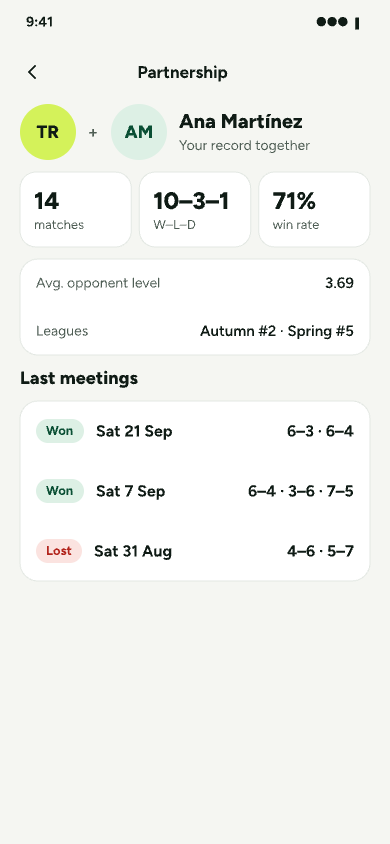 9:41
Partnership
TR + AM
Ana Martínez
Your record together
14
matches
10–3–1
W–L–D
71%
win rate
Avg. opponent level 3.69
Leagues Autumn #2 · Spring #5
Last meetings
Won Sat 21 Sep 6–3 · 6–4
Won Sat 7 Sep 6–4 · 3–6 · 7–5
Lost Sat 31 Aug 4–6 · 5–7